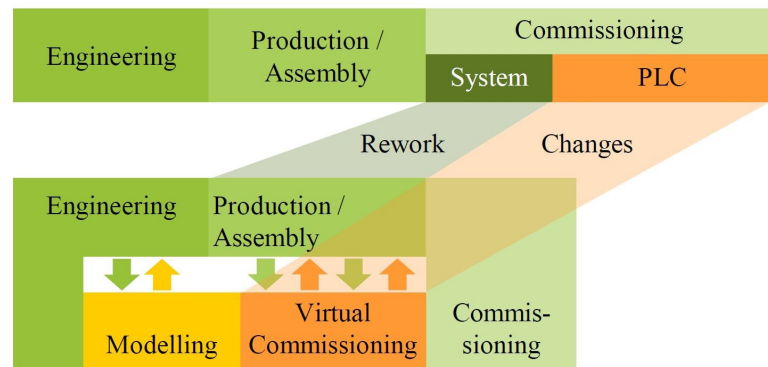 Engineering
Production /
Assembly
Commissioning
System
PLC
Rework
Changes
Engineering
Production /
Assembly
Modelling
Virtual
Commissioning
Commis-
sioning